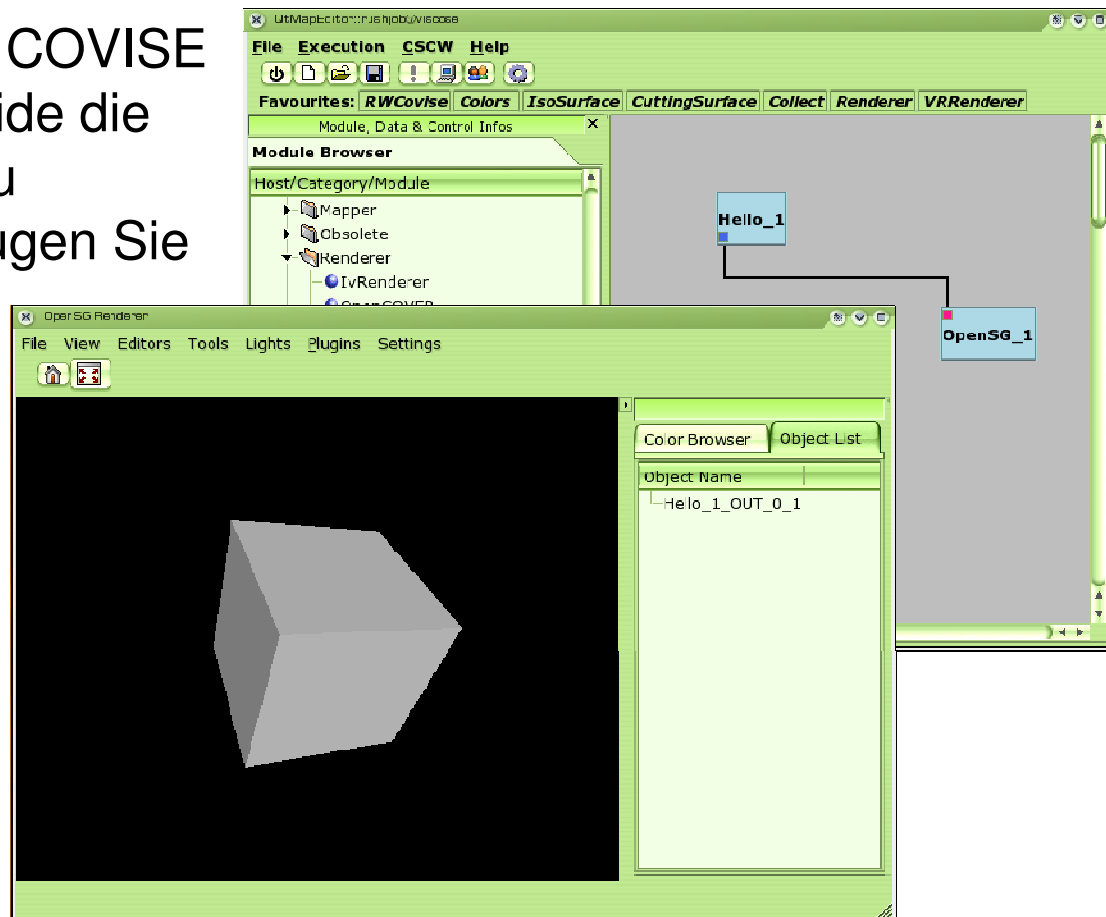 COVISE
ide die
u
ugen Sie
File Execution CSCW Help
Favourites: RWCovise Colors IsoSurface CuttingSurface Collect Renderer VRRenderer
Module, Data & Control Infos
Module Browser
Host/Category/Module
Mapper
Obsolete
Renderer
IvRenderer
OpenCOVER
Hello_1
OpenSG_1
OpenSG Renderer
File View Editors Tools Lights Plugins Settings
Color Browser Object List
Object Name
Hello_1_OUT_0_1